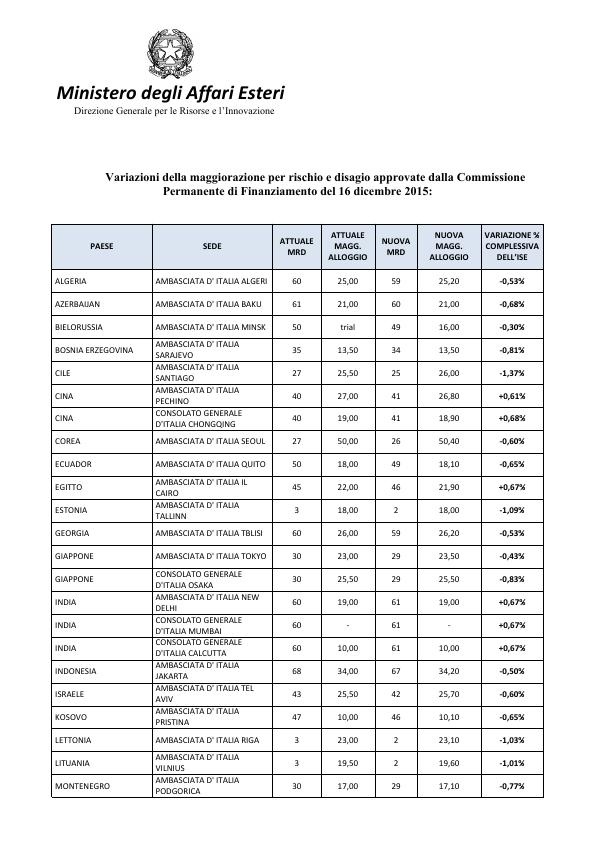 Ministero degli Affari Esteri
Direzione Generale per le Risorse e l'Innovazione
Variazioni della maggiorazione per rischio e disagio approvate dalla Commissione
Permanente di Finanziamento del 16 dicembre 2015:
PAESE SEDE ATTUALE MRD ATTUALE MAGG. ALLOGGIO NUOVA MRD NUOVA MAGG. ALLOGGIO VARIAZIONE % COMPLESSIVA DELL'ISE
ALGERIA AMBASCIATA D' ITALIA ALGERI 60 25,00 59 25,20 -0,53%
AZERBAIJAN AMBASCIATA D' ITALIA BAKU 61 21,00 60 21,00 -0,68%
BIELORUSSIA AMBASCIATA D' ITALIA MINSK 50 trial 49 16,00 -0,30%
BOSNIA ERZEGOVINA AMBASCIATA D' ITALIA SARAJEVO 35 13,50 34 13,50 -0,81%
CILE AMBASCIATA D' ITALIA SANTIAGO 27 25,50 25 26,00 -1,37%
CINA AMBASCIATA D' ITALIA PECHINO 40 27,00 41 26,80 +0,61%
CINA CONSOLATO GENERALE D'ITALIA CHONGQING 40 19,00 41 18,90 +0,68%
COREA AMBASCIATA D' ITALIA SEOUL 27 50,00 26 50,40 -0,60%
ECUADOR AMBASCIATA D' ITALIA QUITO 50 18,00 49 18,10 -0,65%
EGITTO AMBASCIATA D' ITALIA IL CAIRO 45 22,00 46 21,90 +0,67%
ESTONIA AMBASCIATA D' ITALIA TALLINN 3 18,00 2 18,00 -1,09%
GEORGIA AMBASCIATA D' ITALIA TBLISI 60 26,00 59 26,20 -0,53%
GIAPPONE AMBASCIATA D' ITALIA TOKYO 30 23,00 29 23,50 -0,43%
GIAPPONE CONSOLATO GENERALE D'ITALIA OSAKA 30 25,50 29 25,50 -0,83%
INDIA AMBASCIATA D' ITALIA NEW DELHI 60 19,00 61 19,00 +0,67%
INDIA CONSOLATO GENERALE D'ITALIA MUMBAI 60 - 61 - +0,67%
INDIA CONSOLATO GENERALE D'ITALIA CALCUTTA 60 10,00 61 10,00 +0,67%
INDONESIA AMBASCIATA D' ITALIA JAKARTA 68 34,00 67 34,20 -0,50%
ISRAELE AMBASCIATA D' ITALIA TEL AVIV 43 25,50 42 25,70 -0,60%
KOSOVO AMBASCIATA D' ITALIA PRISTINA 47 10,00 46 10,10 -0,65%
LETTONIA AMBASCIATA D' ITALIA RIGA 3 23,00 2 23,10 -1,03%
LITUANIA AMBASCIATA D' ITALIA VILNIUS 3 19,50 2 19,60 -1,01%
MONTENEGRO AMBASCIATA D' ITALIA PODGORICA 30 17,00 29 17,10 -0,77%